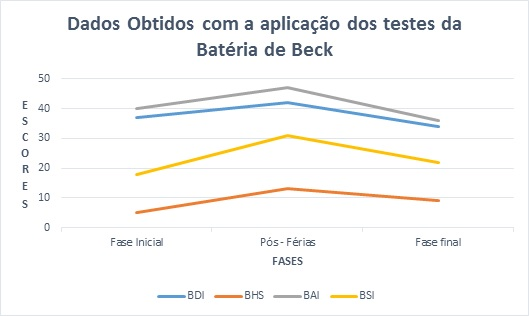 Dados Obtidos com a aplicação dos testes da
Batéria de Beck
ESCORES
50
40
30
20
10
0
Fase Inicial Pós - Férias Fase final
FASES
BDI BHS BAI BSI